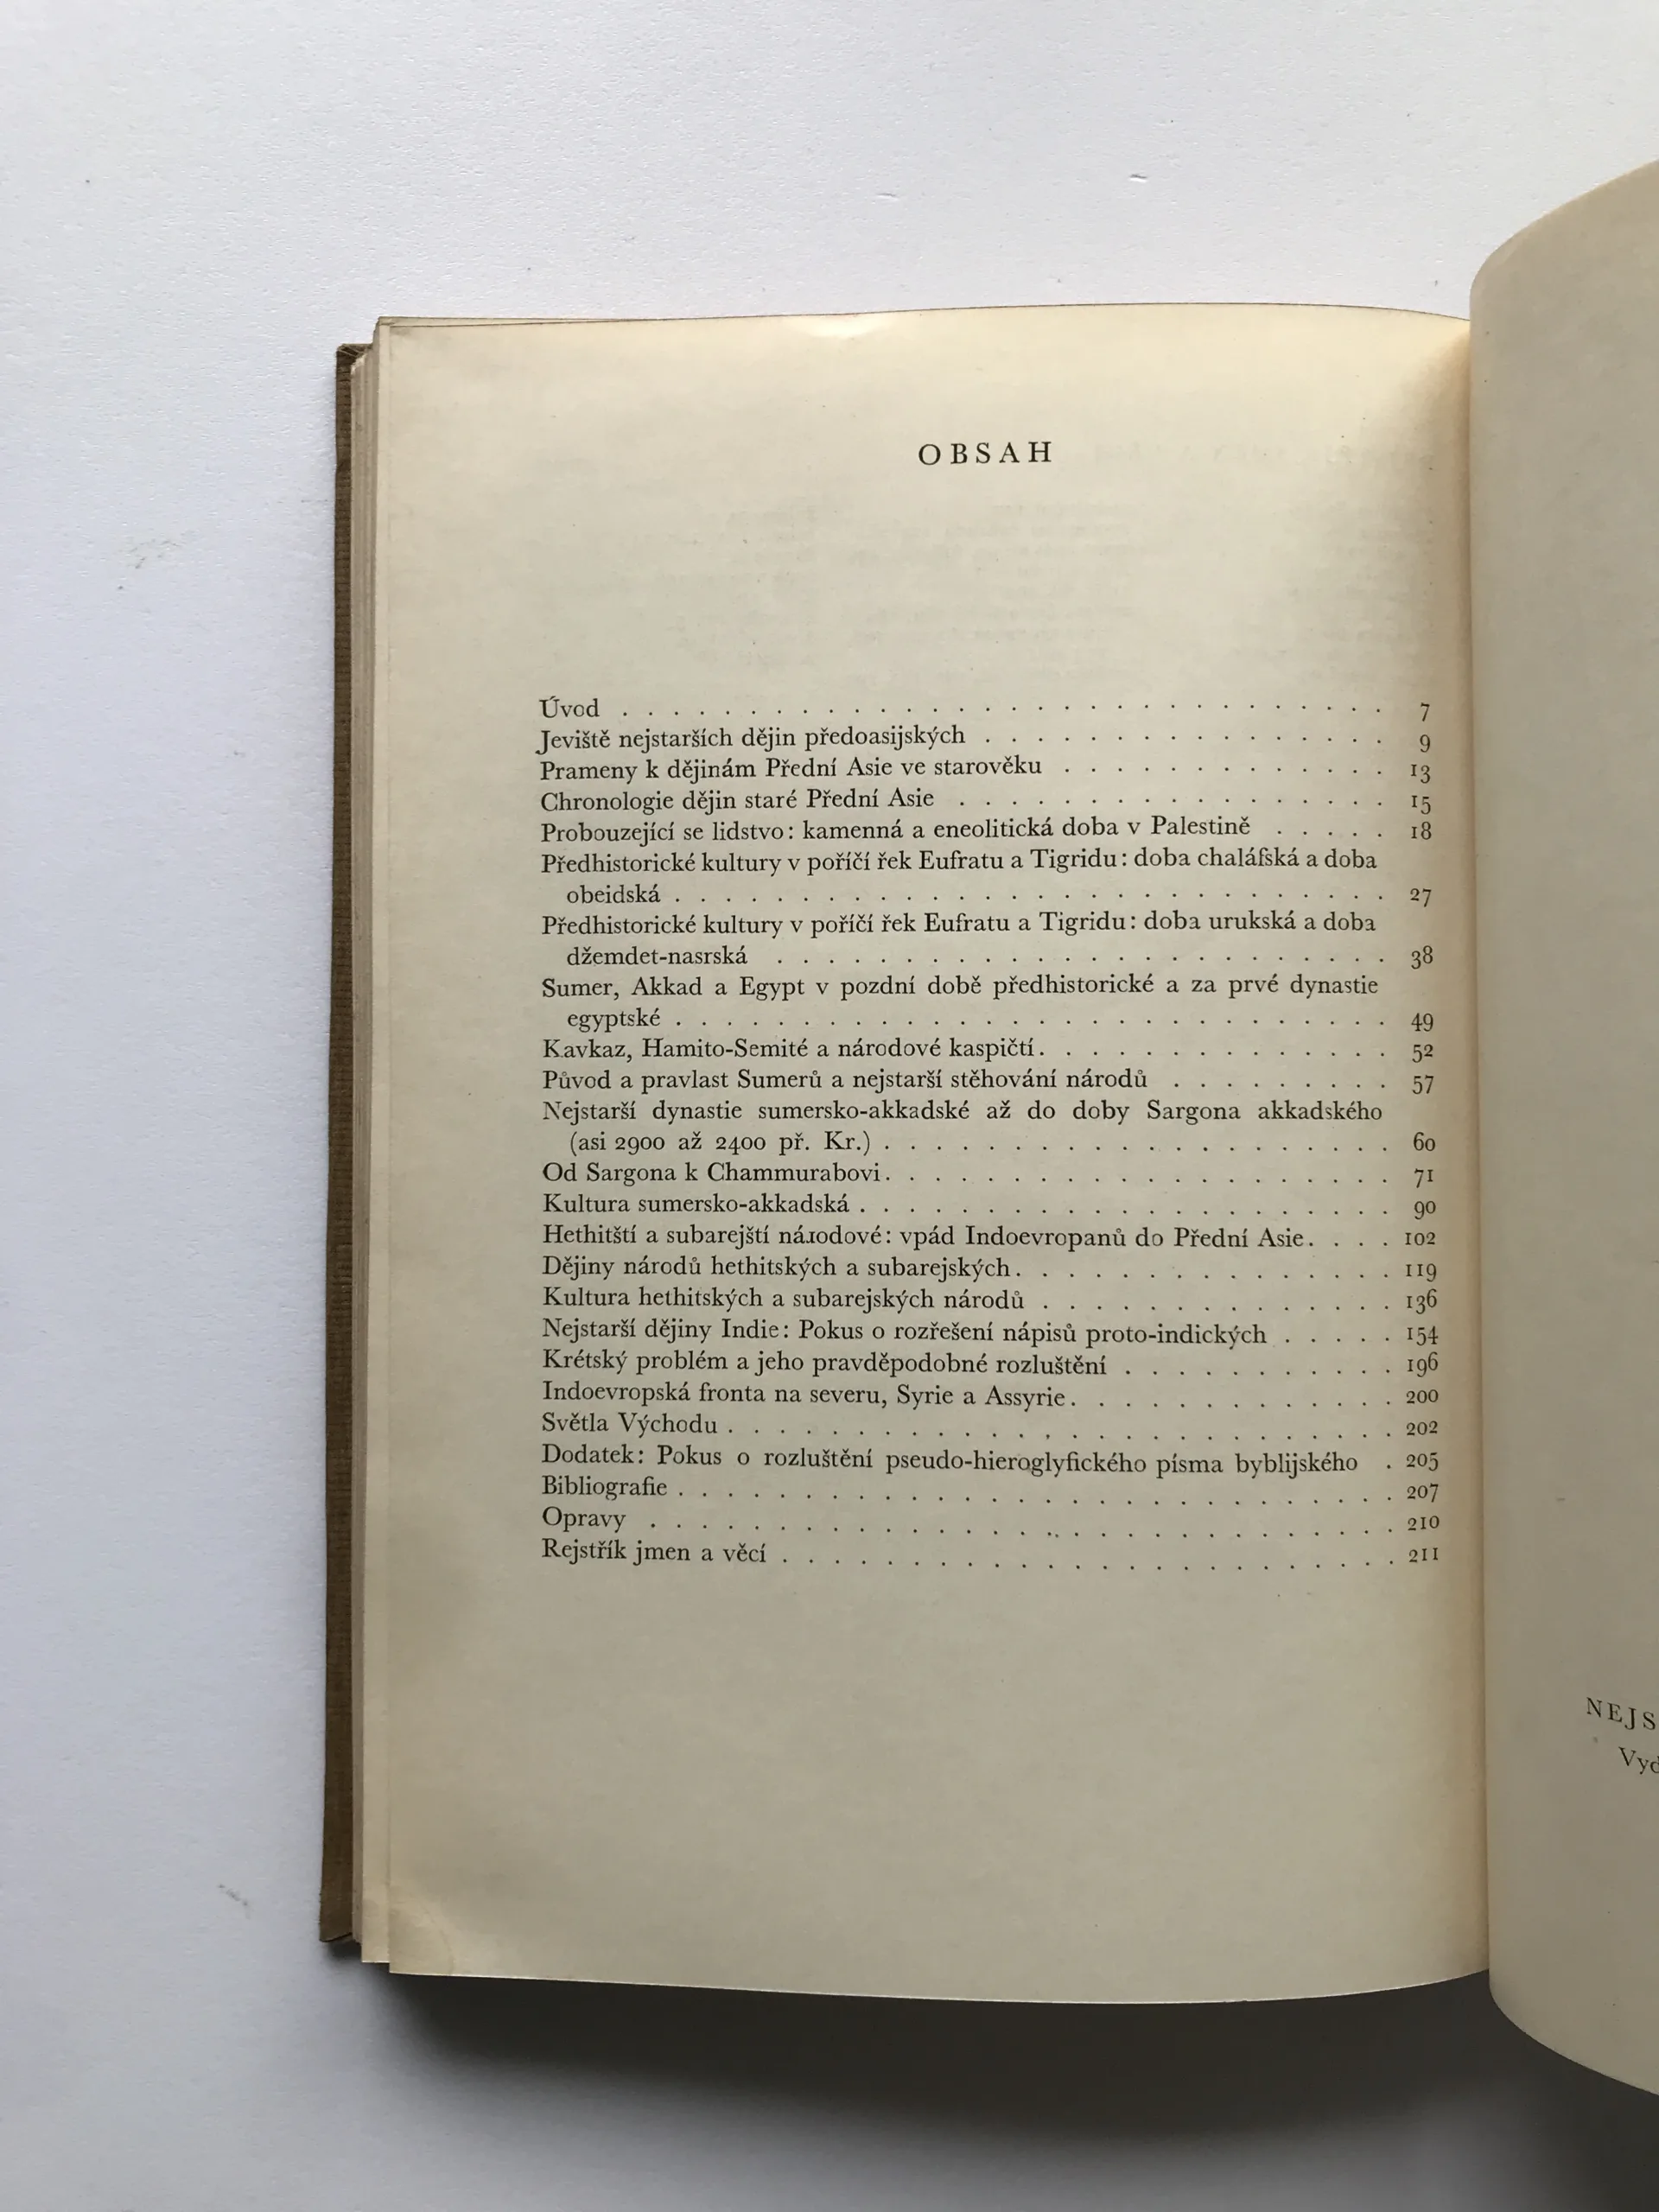 OBSAH
Úvod . . . . . . . . . . . . . . . . . . . . . . . . . . . . . . 7
Jeviště nejstarších dějin předoasijských . . . . . . . . . . . . . . . . 9
Prameny k dějinám Přední Asie ve starověku . . . . . . . . . . . . . 13
Chronologie dějin staré Přední Asie . . . . . . . . . . . . . . . . . 15
Probouzející se lidstvo: kamenná a eneolitická doba v Palestině . . . . . 18
Předhistorické kultury v poříčí řek Eufratu a Tigridu: doba chaláfská a doba
obeidská . . . . . . . . . . . . . . . . . . . . . . . . . . . . 27
Předhistorické kultury v poříčí řek Eufratu a Tigridu: doba urukská a doba
džemdet-nasrská . . . . . . . . . . . . . . . . . . . . . . . . 38
Sumer, Akkad a Egypt v pozdní době předhistorické a za prvé dynastie
egyptské . . . . . . . . . . . . . . . . . . . . . . . . . . . . 49
Kavkaz, Hamito-Semité a národové kaspičtí. . . . . . . . . . . . . . 52
Původ a pravlast Sumerů a nejstarší stěhování národů . . . . . . . . . 57
Nejstarší dynastie sumersko-akkadské až do doby Sargona akkadského
(asi 2900 až 2400 př. Kr.) . . . . . . . . . . . . . . . . . . . . 60
Od Sargona k Chammurabovi. . . . . . . . . . . . . . . . . . . . 71
Kultura sumersko-akkadská . . . . . . . . . . . . . . . . . . . . . 90
Hethitští a subarejští národové: vpád Indoevropanů do Přední Asie. . . . 102
Dějiny národů hethitských a subarejských. . . . . . . . . . . . . . . 119
Kultura hethitských a subarejských národů . . . . . . . . . . . . . . 136
Nejstarší dějiny Indie: Pokus o rozřešení nápisů proto-indických . . . . . 154
Krétský problém a jeho pravděpodobné rozluštění . . . . . . . . . . . 196
Indoevropská fronta na severu, Syrie a Assyrie. . . . . . . . . . . . . 200
Světla Východu . . . . . . . . . . . . . . . . . . . . . . . . . . 202
Dodatek: Pokus o rozluštění pseudo-hieroglyfického písma byblijského . 205
Bibliografie . . . . . . . . . . . . . . . . . . . . . . . . . . . . 207
Opravy . . . . . . . . . . . . . . . . . . . . . . . . . . . . . 210
Rejstřík jmen a věcí . . . . . . . . . . . . . . . . . . . . . . . . 211
NEJS
Vyd